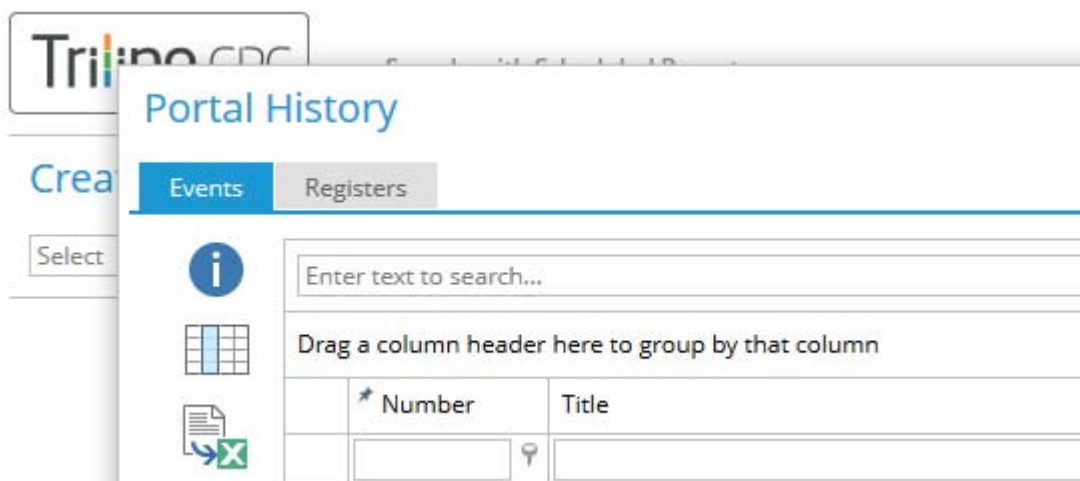 Portal History
Crea
Events
Registers
Select
Enter text to search...
Drag a column header here to group by that column
Number
Title